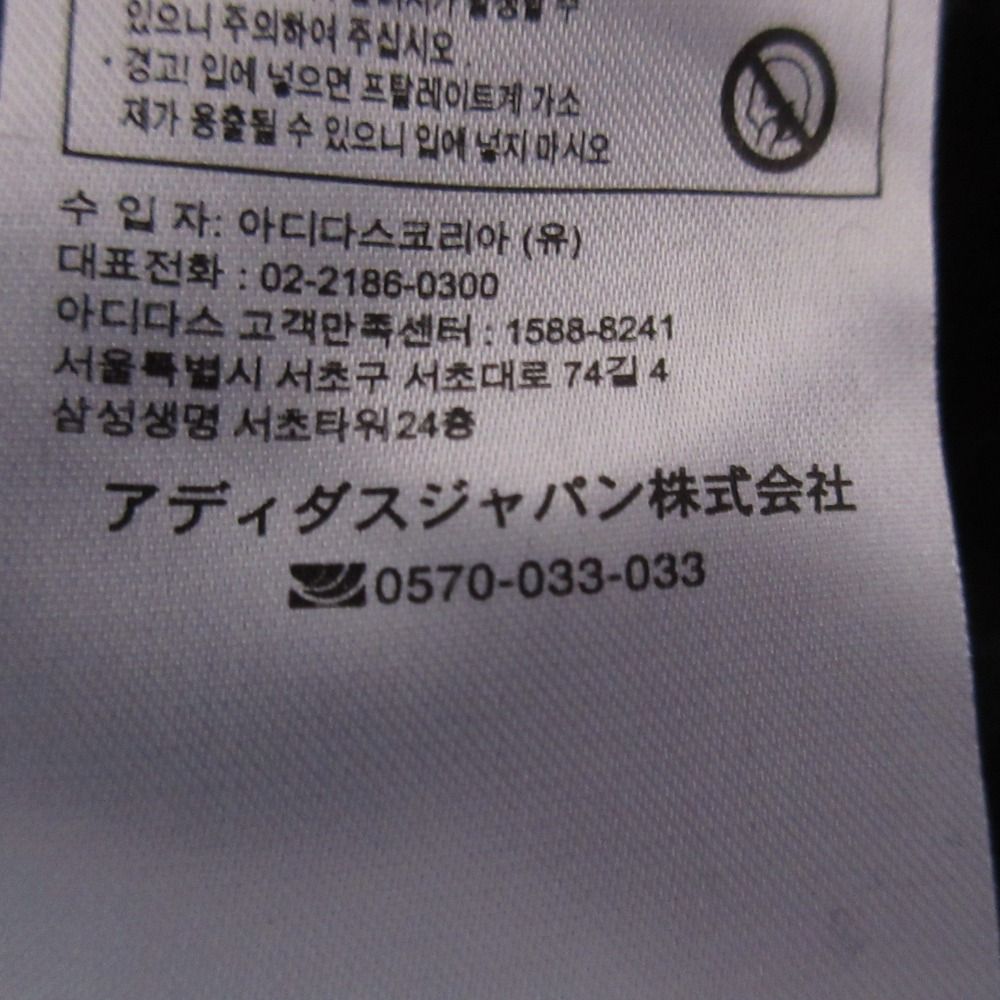 발생할 수
있으니 주의하여 주십시오.
· 경고! 입에 넣으면 프탈레이트계 가소
제가 용출될 수 있으니 입에 넣지 마시오
수 입 자: 아디다스코리아 (유)
대표전화 : 02-2186-0300
아디다스 고객만족센터 : 1588-8241
서울특별시 서초구 서초대로 74길 4
삼성생명 서초타워24층
アディダスジャパン株式会社
0570-033-033